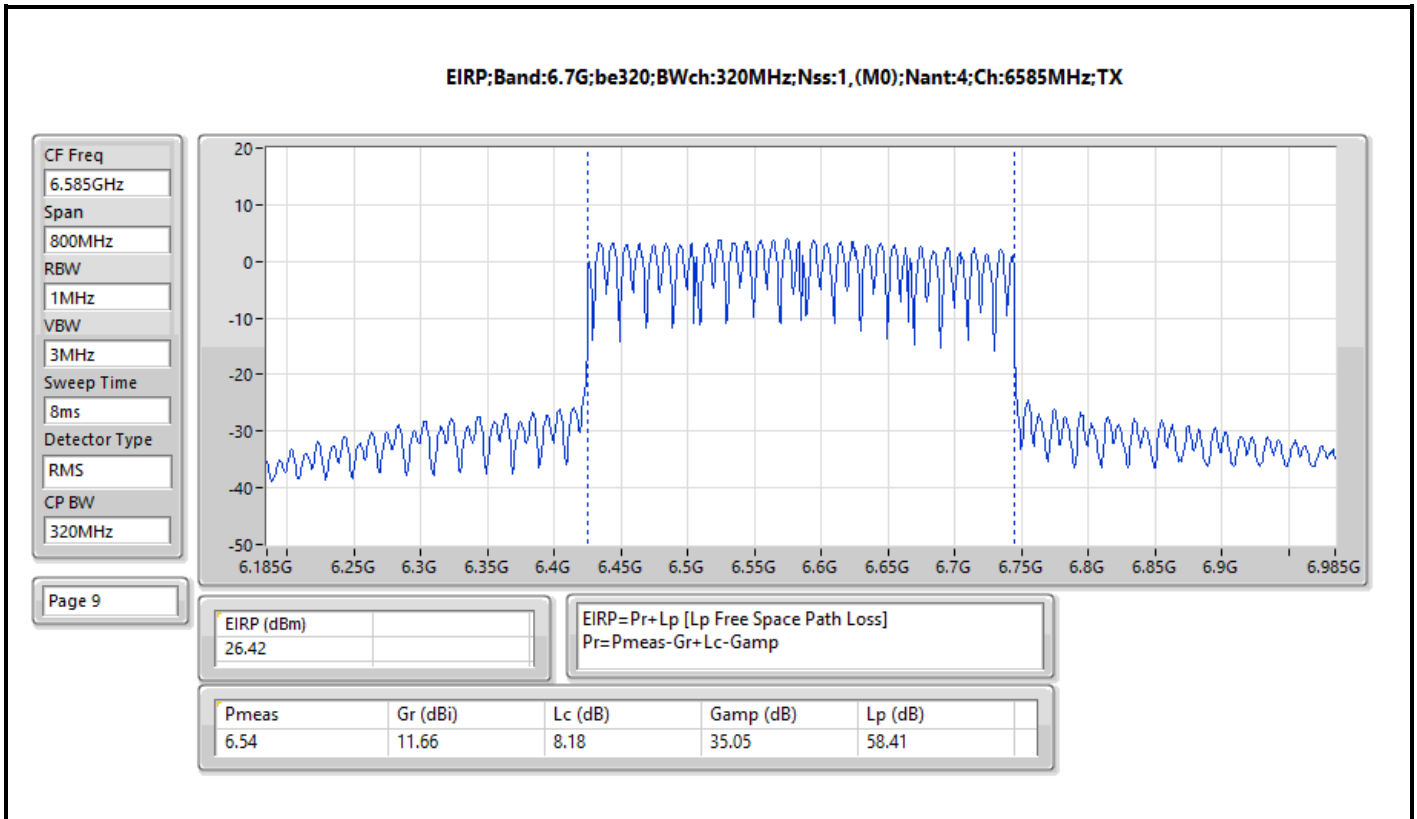 EIRP;Band:6.7G;be320;BWch:320MHz;Nss:1,(M0);Nant:4;Ch:6585MHz;TX
CF Freq
6.585GHz
Span
800MHz
RBW
1MHz
VBW
3MHz
Sweep Time
8ms
Detector Type
RMS
CP BW
320MHz
Page 9
20
10
0
-10
-20
-30
-40
-50
6.185G 6.25G 6.3G 6.35G 6.4G 6.45G 6.5G 6.55G 6.6G 6.65G 6.7G 6.75G 6.8G 6.85G 6.9G 6.985G
EIRP (dBm)
26.42
EIRP=Pr+Lp [Lp Free Space Path Loss]
Pr=Pmeas-Gr+Lc-Gamp
Pmeas Gr (dBi) Lc (dB) Gamp (dB) Lp (dB)
6.54 11.66 8.18 35.05 58.41